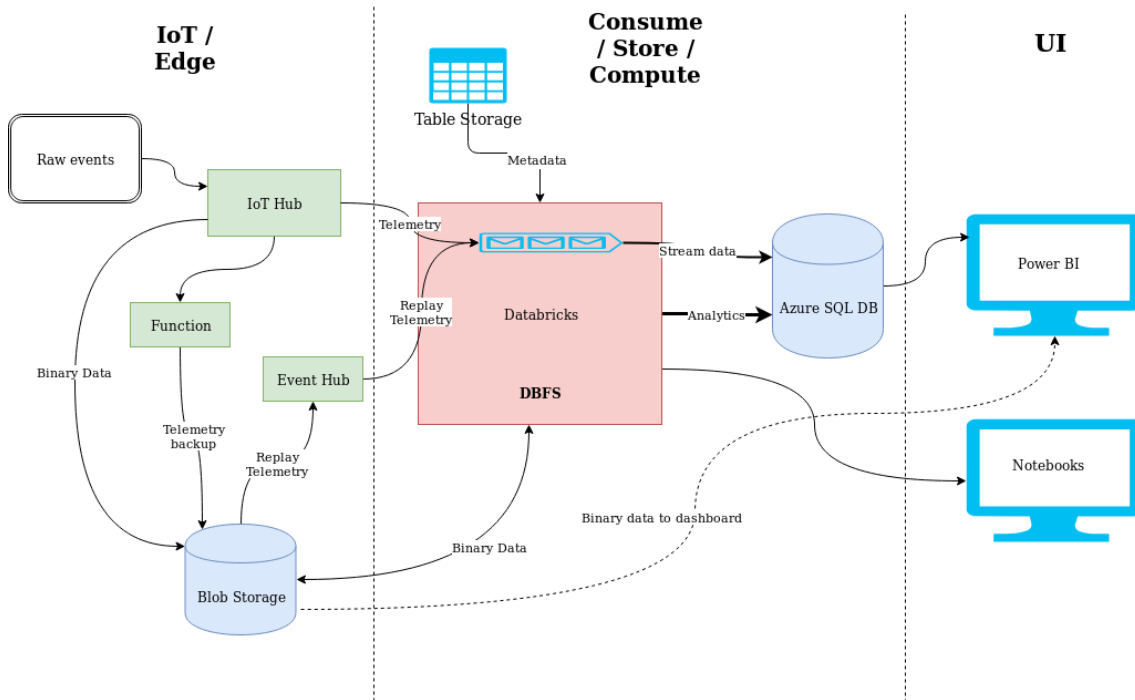 IoT /
Edge
Consume
/ Store /
Compute
UI
Table Storage
Raw events
Metadata
IoT Hub
Telemetry
Stream data
Power BI
Replay
Telemetry
Databricks
Analytics
Azure SQL DB
Function
Binary Data
Event Hub
DBFS
Telemetry
backup
Replay
Telemetry
Notebooks
Binary data to dashboard
Binary Data
Blob Storage